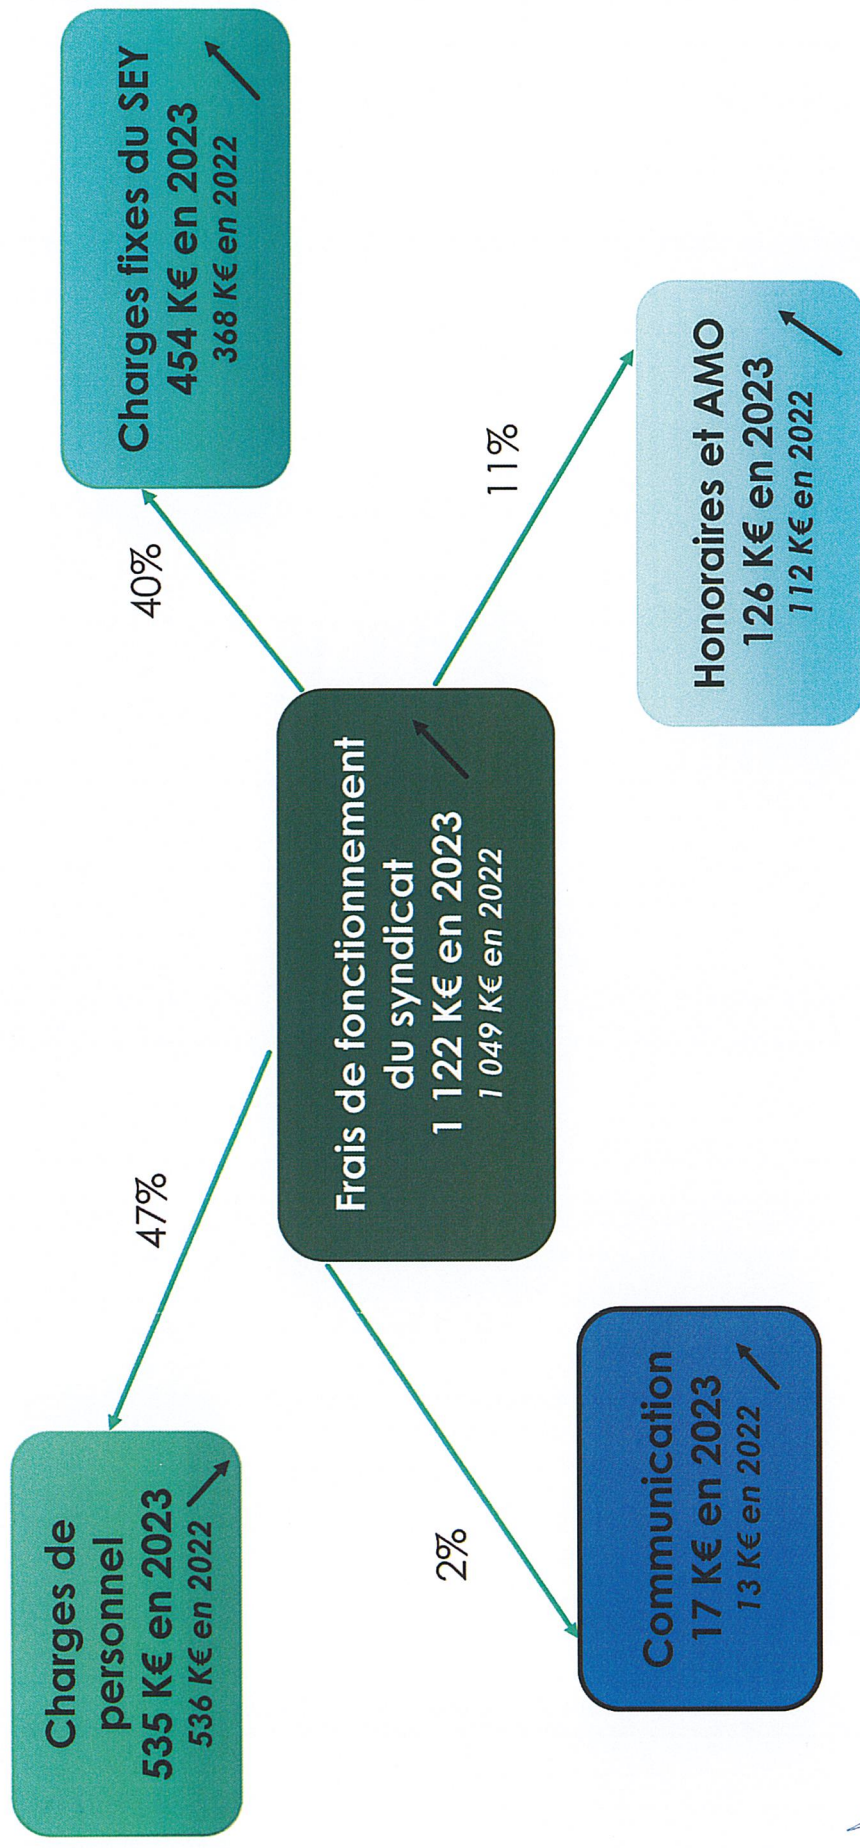 Charges de
personnel
535 K€ en 2023
536 K€ en 2022
47%
40%
Charges fixes du SEY
454 K€ en 2023
368 K€ en 2022
Frais de fonctionnement
du syndicat
1 122 K€ en 2023
1 049 K€ en 2022
2%
11%
Communication
17 K€ en 2023
13 K€ en 2022
Honoraires et AMO
126 K€ en 2023
112 K€ en 2022